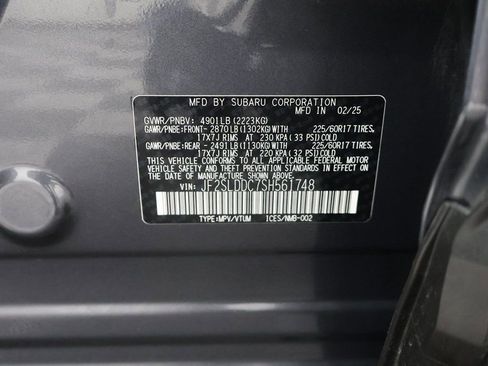 MFD BY SUBARU CORPORATION
MFD IN 02/25
GVWR/PNBV: 4901LB(2223KG)
GAWR/PNBE:FRONT- 2870LB(1302KG)WITH 225/60R17 TIRES,
17X7J RIMS AT 230 KPA( 33 PSI)COLD
GAWR/PNBE:REAR - 2491LB(1130KG)WITH 225/60R17 TIRES,
17X7J RIMS AT 220 KPA( 32 PSI)COLD
THIS VEHICLE CONFORMS TO ALL APPLICABLE FEDERAL MOTOR
VEHICLE SAFETY AND THEFT PREVENTION STANDARDS IN EFFECT
ON THE DATE OF MANUFACTURE SHOWN ABOVE.
VIN: JF2SLDDC7SH561748
TYPE:MPV/VTUM ICES/NMB-002